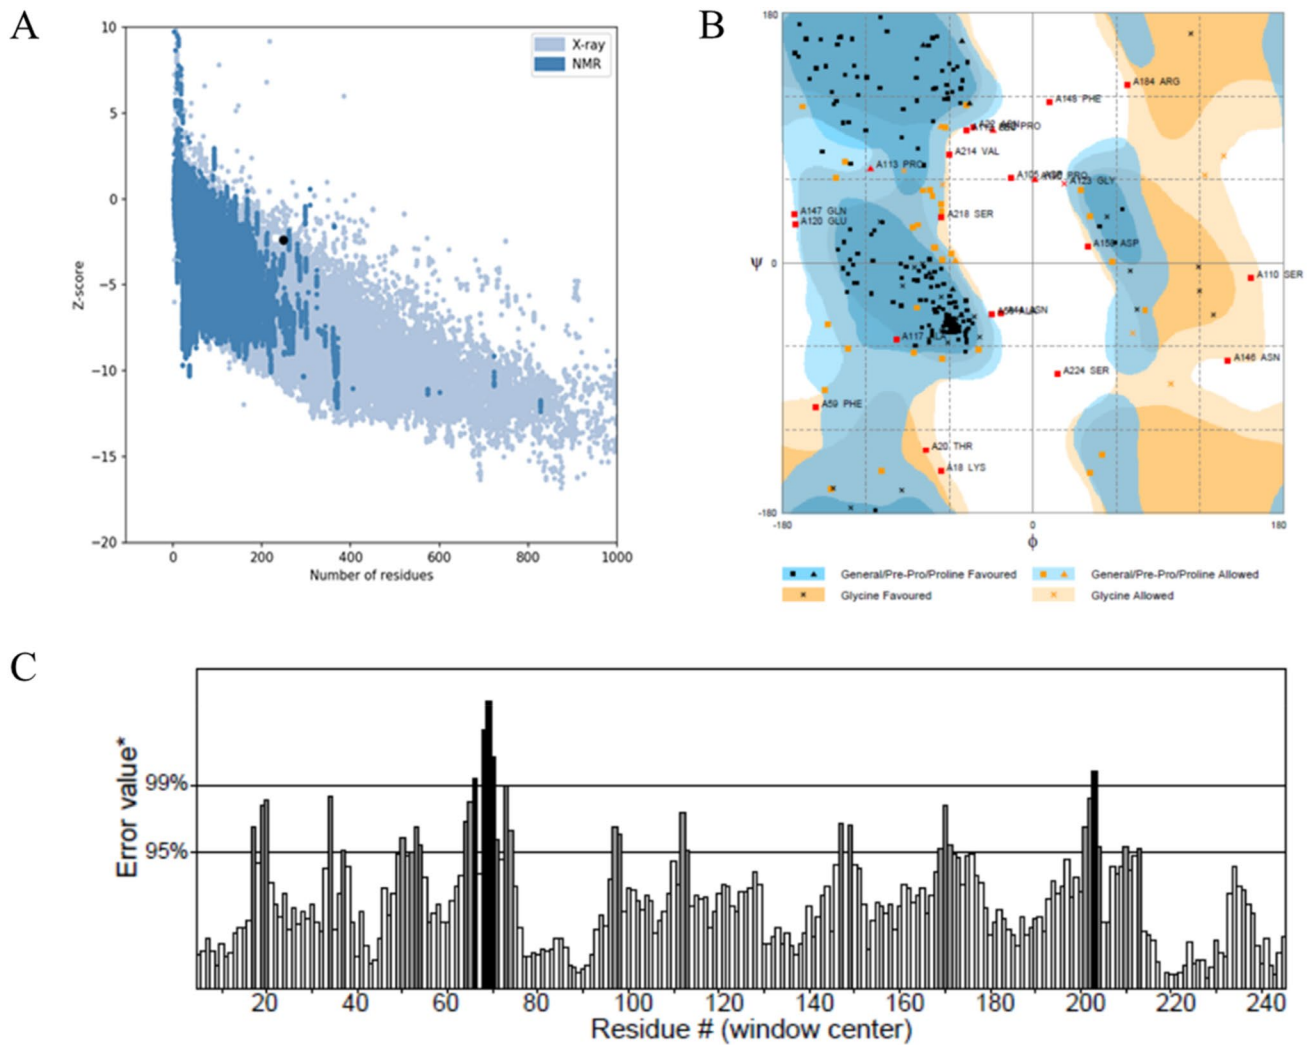 A
10
5
0
−5
−10
−15
−20
Z-score
X-ray
NMR
0
200
400
600
800
1000
Number of residues
B
180
A184 ARG
A148 PHE
PRO
A214 VAL
A113 PRO
PRO
A123 GLY
A147 GLN
A120 GLU
A218 SER
ASP
ψ
0
A110 SER
ASN
A117
A146 ASN
A224 SER
A59 PHE
A20 THR
A18 LYS
-180
-180
0
180
ϕ
General/Pre-Pro/Proline Favoured
General/Pre-Pro/Proline Allowed
Glycine Favoured
Glycine Allowed
C
Error value*
99%
95%
20
40
60
80
100
120
140
160
180
200
220
240
Residue # (window center)